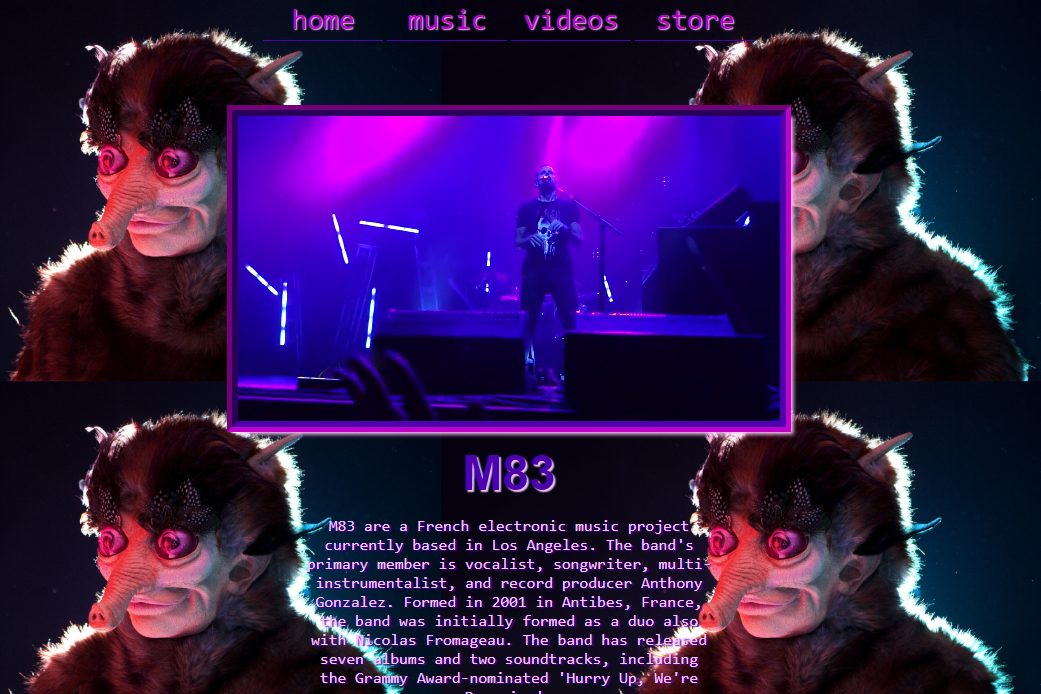 home music videos store
M83
M83 are a French electronic music project
currently based in Los Angeles. The band's
primary member is vocalist, songwriter, multi-
instrumentalist, and record producer Anthony
Gonzalez. Formed in 2001 in Antibes, France,
the band was initially formed as a duo also
with Nicolas Fromageau. The band has released
seven albums and two soundtracks, including
the Grammy Award-nominated 'Hurry Up, We're